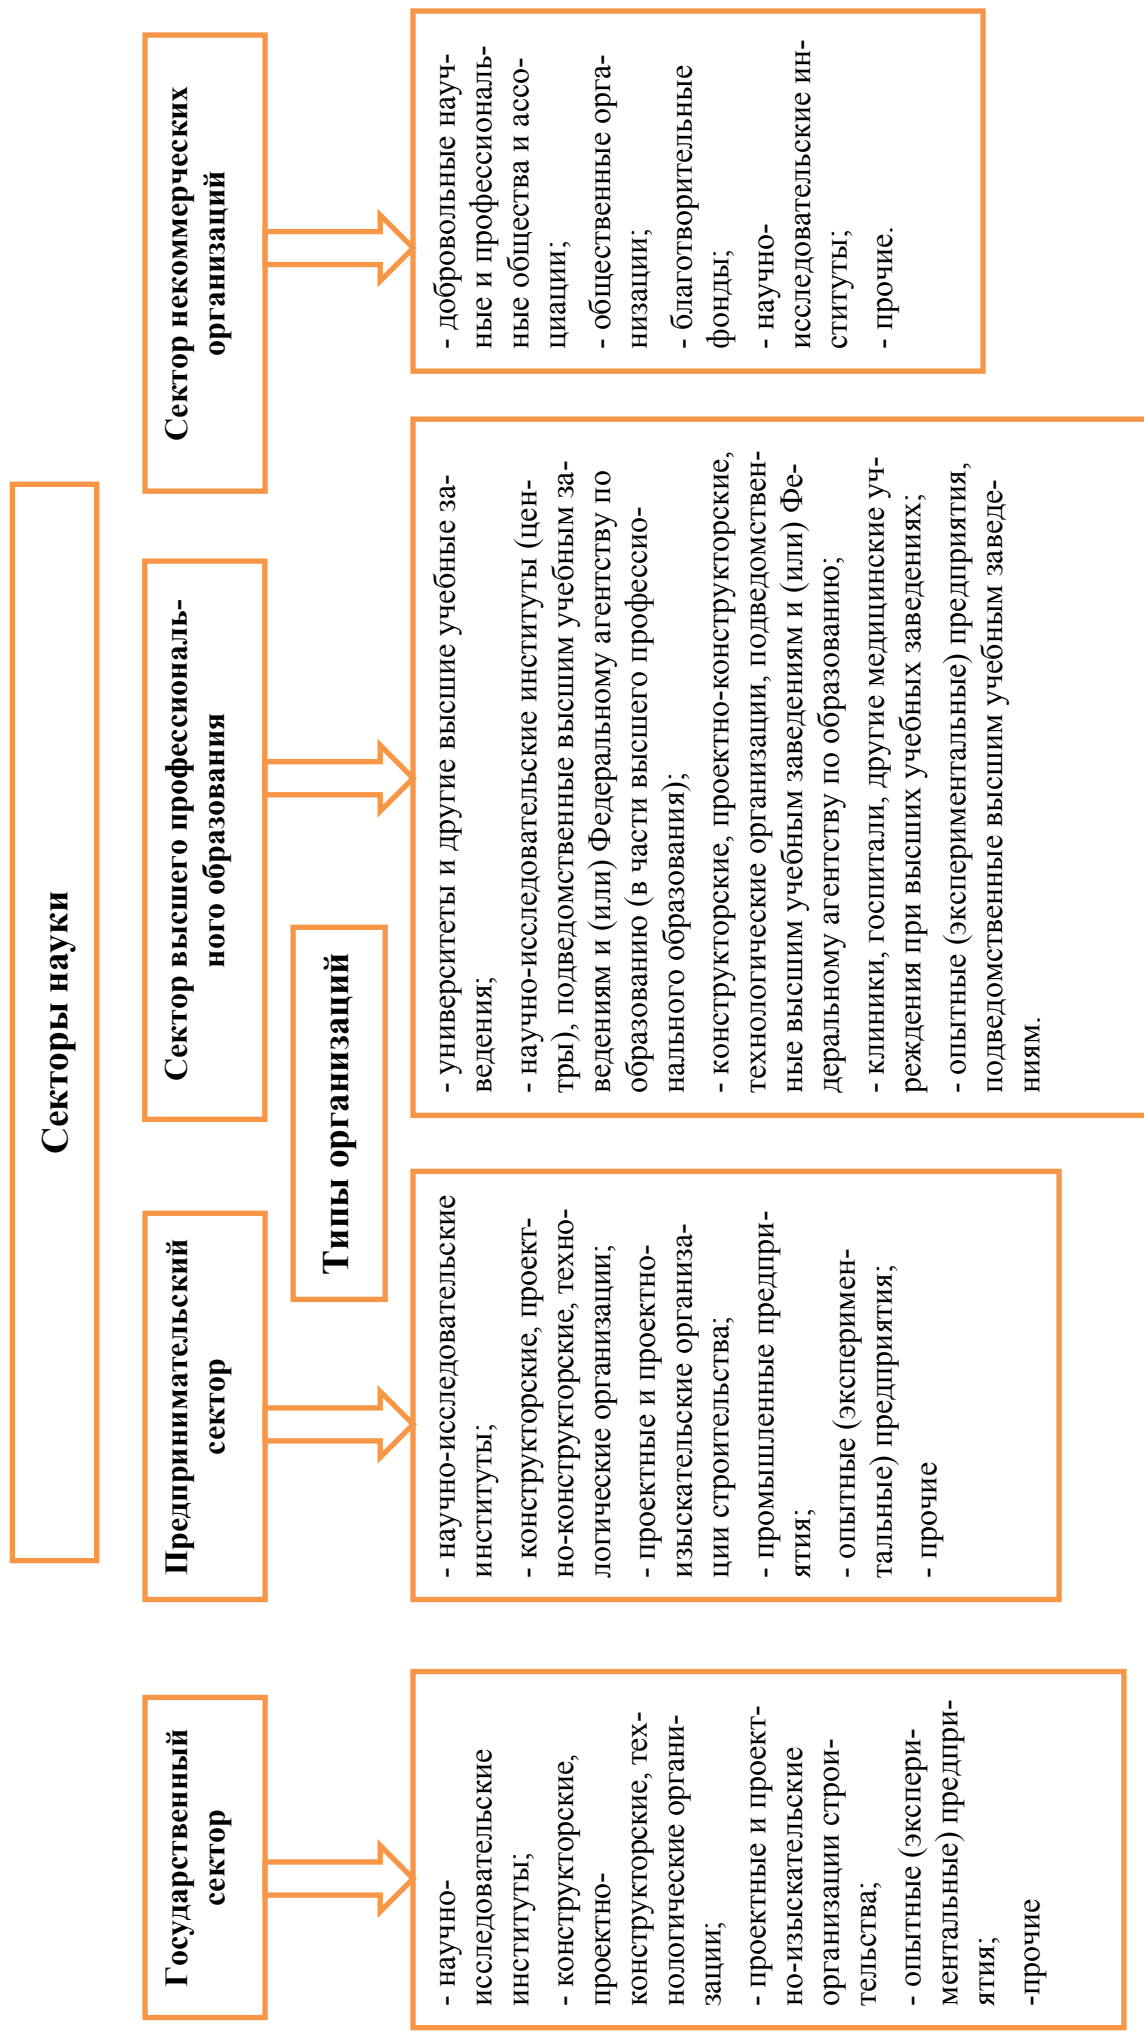 Секторы науки
Государственный
сектор
Предпринимательский
сектор
Сектор высшего профессиональ-
ного образования
Сектор некоммерческих
организаций
Типы организаций
- научно-
исследовательские
институты;
- конструкторские,
проектно-
конструкторские, тех-
нологические органи-
зации;
- проектные и проект-
но-изыскательские
организации строи-
тельства;
- опытные (экспери-
ментальные) предпри-
ятия;
-прочие
- научно-исследовательские
институты;
- конструкторские, проект-
но-конструкторские, техно-
логические организации;
- проектные и проектно-
изыскательские организа-
ции строительства;
- промышленные предпри-
ятия;
- опытные (эксперимен-
тальные) предприятия;
- прочие
- университеты и другие высшие учебные за-
ведения;
- научно-исследовательские институты (цен-
тры), подведомственные высшим учебным за-
ведениям и (или) Федеральному агентству по
образованию (в части высшего профессио-
нального образования);
- конструкторские, проектно-конструкторские,
технологические организации, подведомствен-
ные высшим учебным заведениям и (или) Фе-
деральному агентству по образованию;
- клиники, госпитали, другие медицинские уч-
реждения при высших учебных заведениях;
- опытные (экспериментальные) предприятия,
подведомственные высшим учебным заведе-
ниям.
- добровольные науч-
ные и профессиональ-
ные общества и ассо-
циации;
- общественные орга-
низации;
- благотворительные
фонды;
- научно-
исследовательские ин-
ституты;
- прочие.